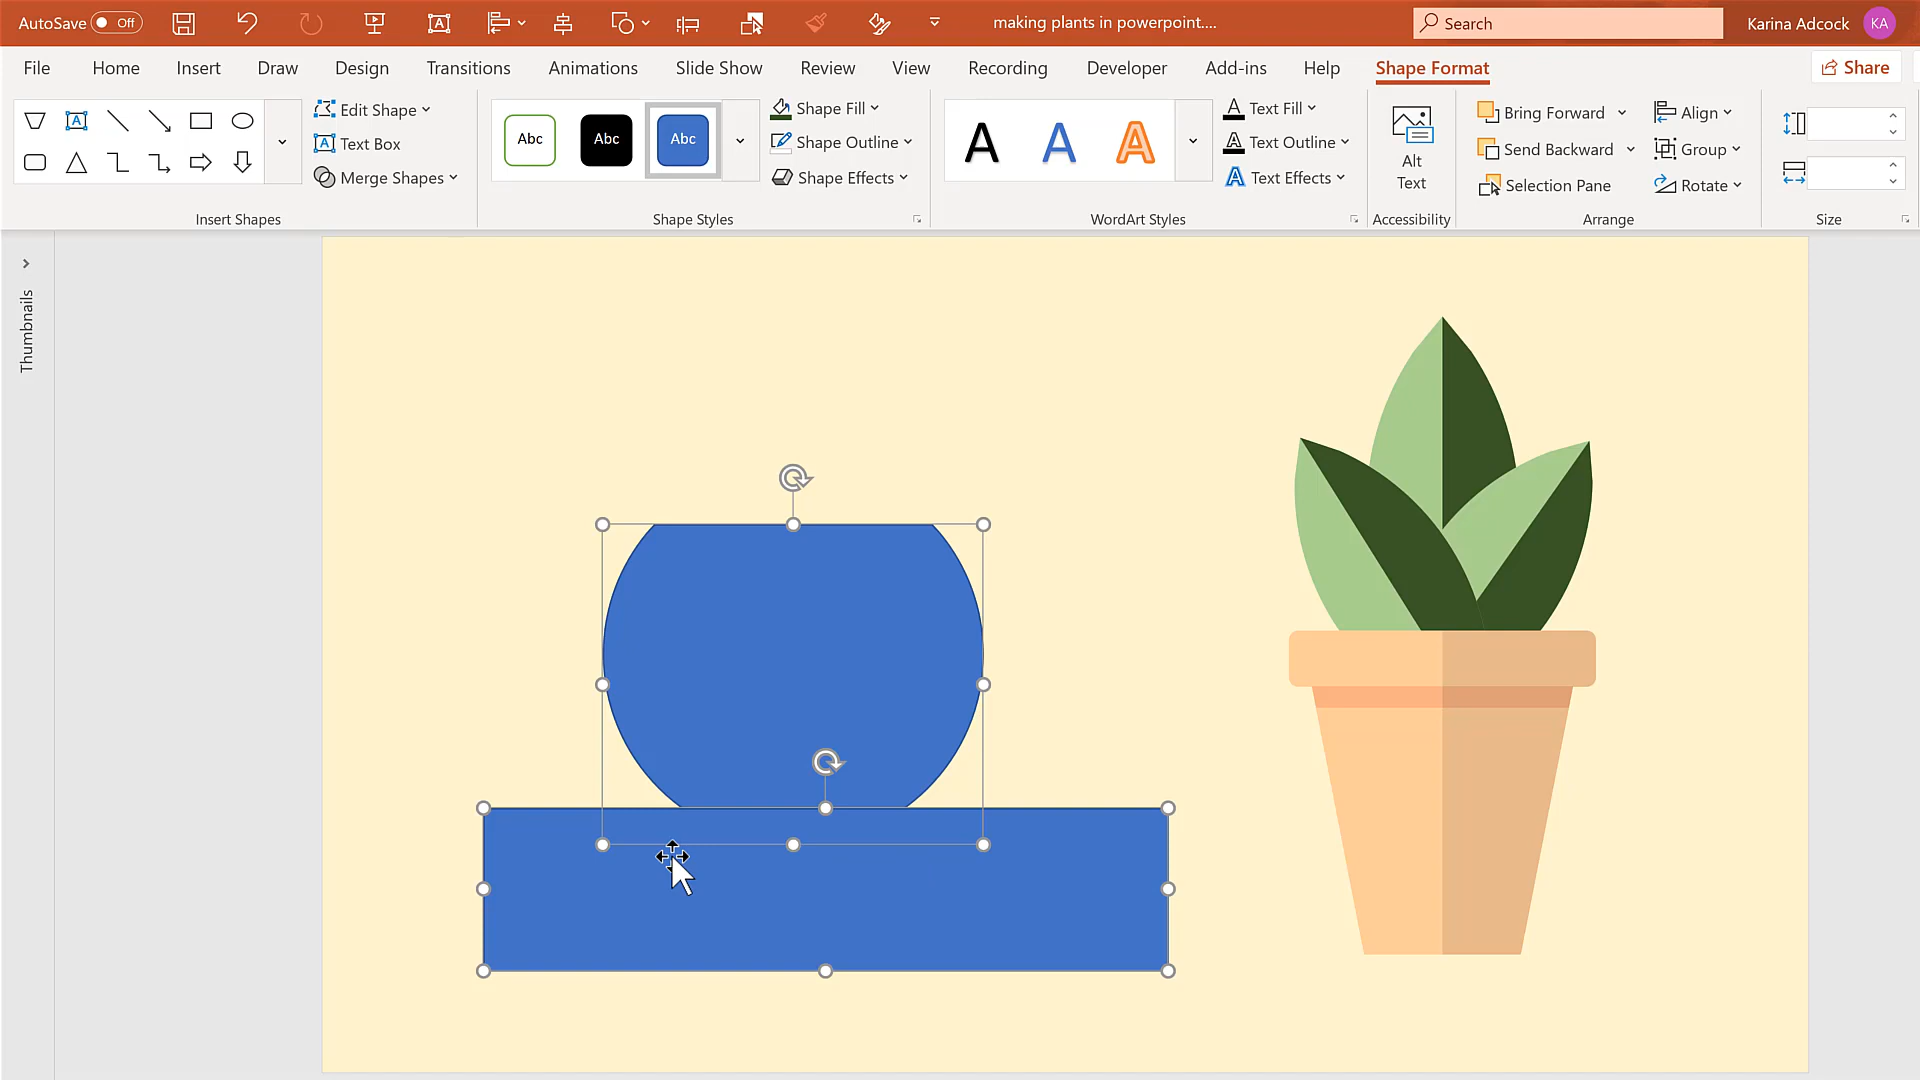 AutoSave Off making plants in powerpoint.... Search Karina Adcock KA
File Home Insert Draw Design Transitions Animations Slide Show Review View Recording Developer Add-ins Help Shape Format Share
Edit Shape
Text Box
Merge Shapes
Insert Shapes
Abc Abc Abc
Shape Fill
Shape Outline
Shape Effects
Shape Styles
A A A
Text Fill
Text Outline
Text Effects
WordArt Styles
Alt
Text
Accessibility
Bring Forward
Send Backward
Selection Pane
Align
Group
Rotate
Arrange
Size
Thumbnails